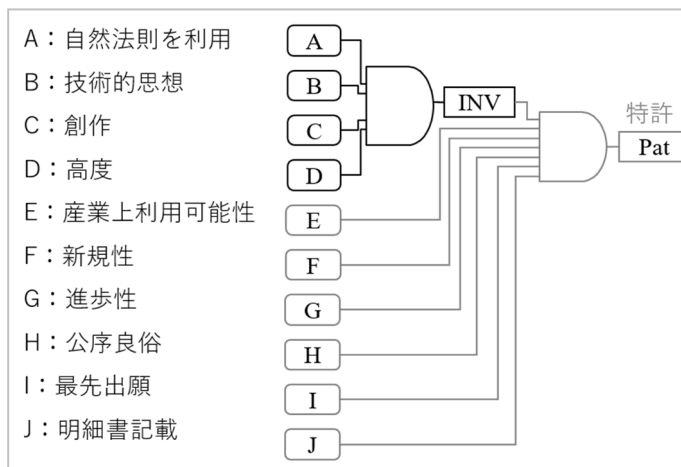 A：自然法則を利用
B：技術的思想
C：創作
D：高度
E：産業上利用可能性
F：新規性
G：進歩性
H：公序良俗
I：最先出願
J：明細書記載
A
B
C
D
E
F
G
H
I
J
INV
特許
Pat